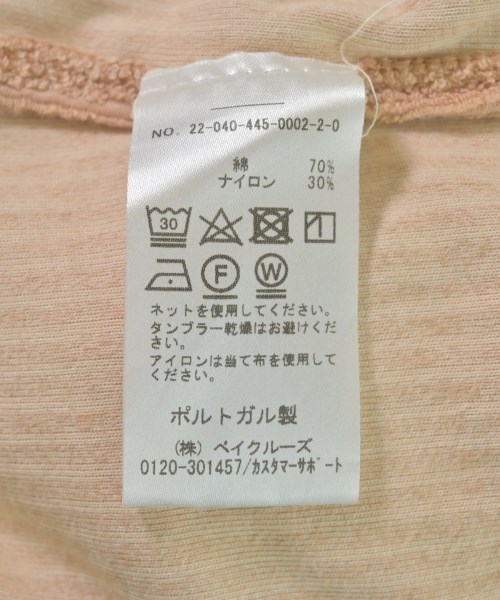 NO. 22-040-445-0002-2-0
綿 70%
ナイロン 30%
30
F W
ネットを使用してください。
タンブラー乾燥はお避けくださ
さい。
アイロンは当て布を使用して
ください。
ポルトガル製
(株) ベイクルーズ
0120-301457/カスタマーサポート